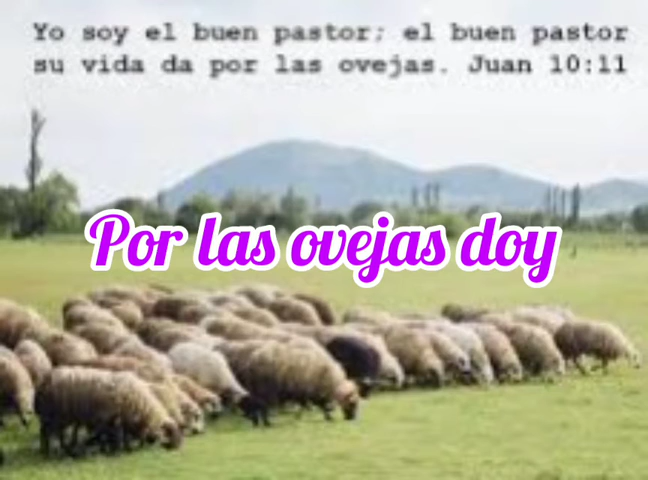 Yo soy el buen pastor; el buen pastor
su vida da por las ovejas. Juan 10:11
Por las ovejas doy